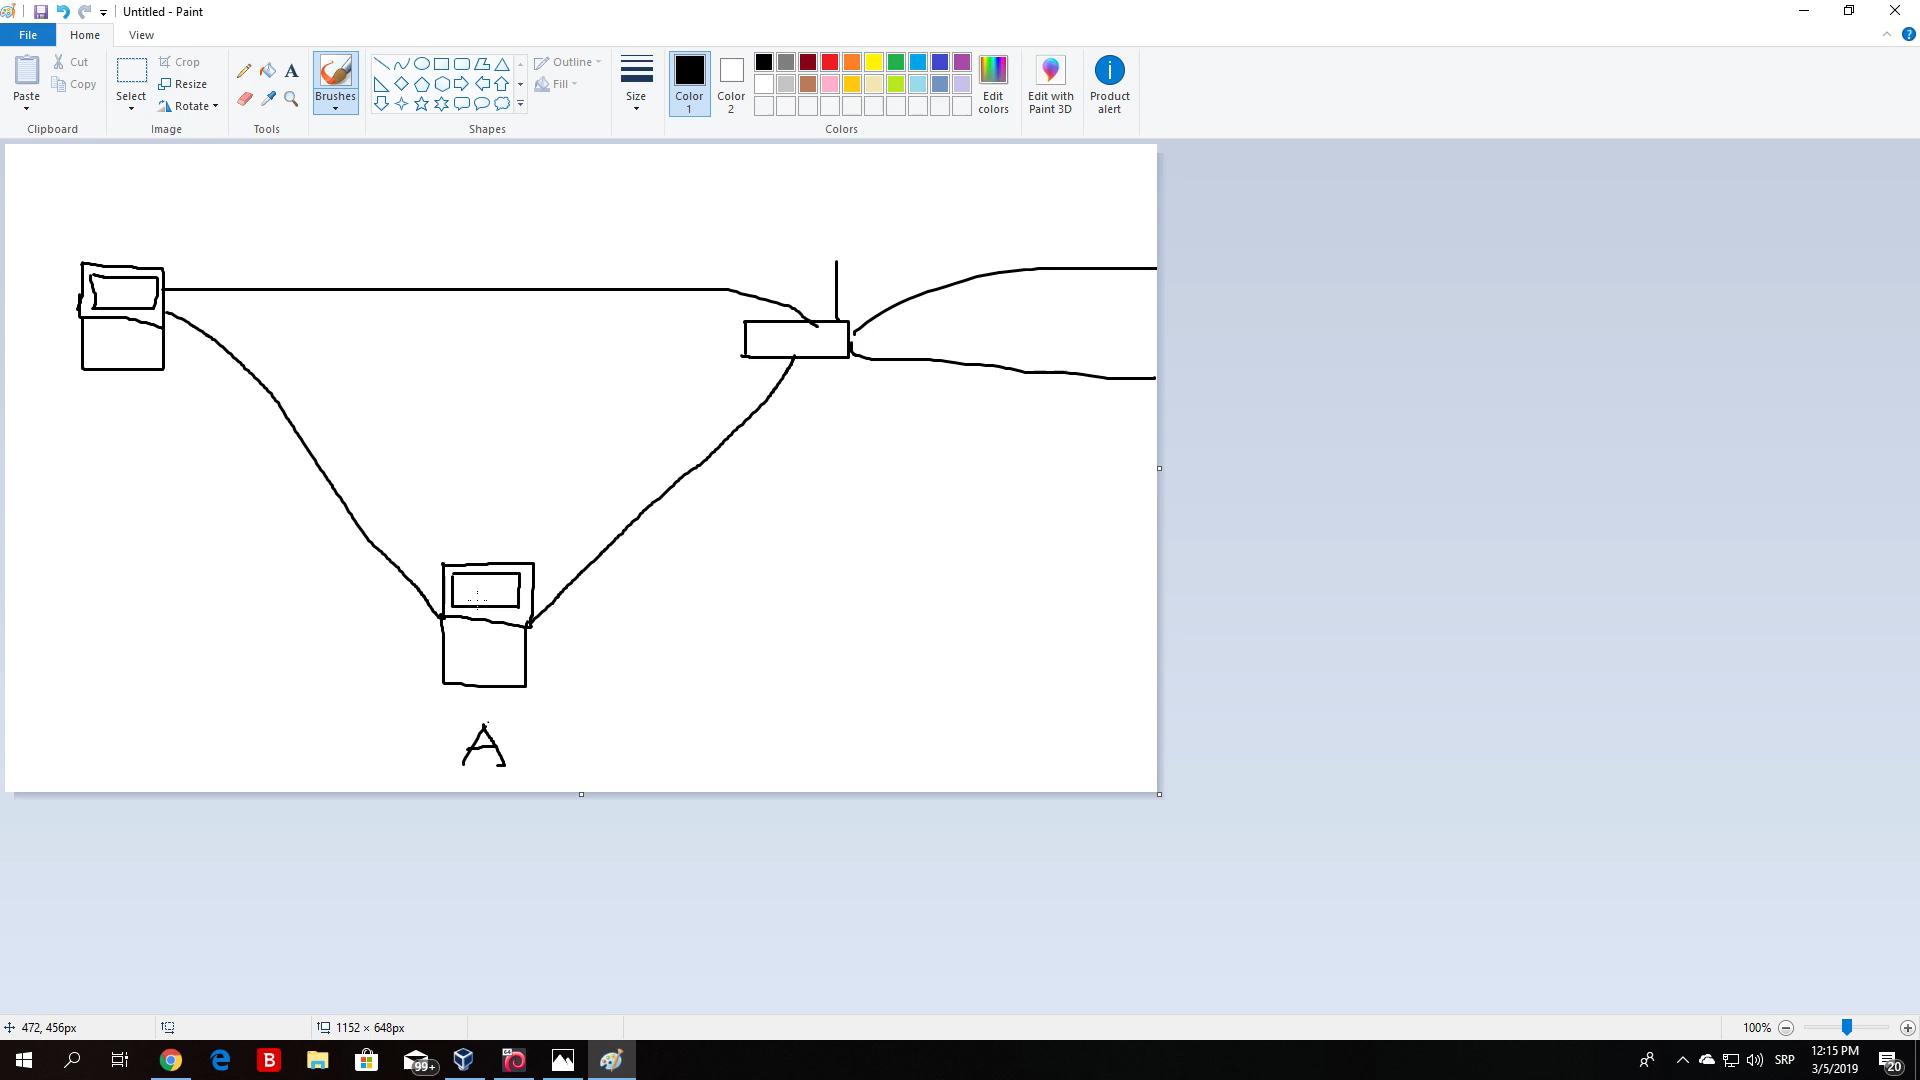 Untitled - Paint
File Home View
Paste
Cut
Copy
Clipboard
Select
Crop
Resize
Rotate
Image
Tools
Brushes
Shapes
Outline
Fill
Size
Color 1
Color 2
Colors
Edit colors
Edit with Paint 3D
Product alert
A
472, 456px
1152 × 648px
100%
99+
SRP
12:15 PM
3/5/2019
20